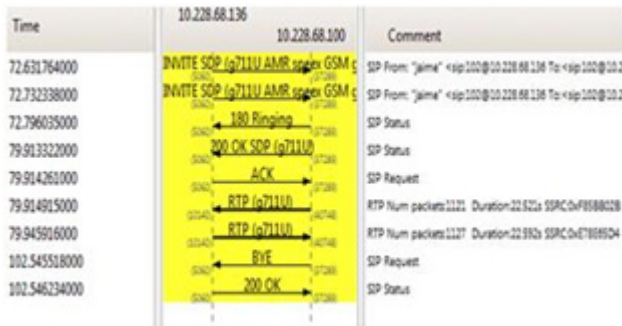 Time
10.228.68.136
10.228.68.100
Comment
72.631764000 INVITE SDP (g711U AMR speex GSM g SIP From: "Jaime" <sip:102@10.228.68.136 To:<sip:102@10.2
72.732338000 INVITE SDP (g711U AMR speex GSM g SIP From: "Jaime" <sip:102@10.228.68.136 To:<sip:102@10.2
72.796035000 180 Ringing SIP Status
79.913322000 200 OK SDP (g711U) SIP Status
79.914261000 ACK SIP Request
79.914915000 RTP (g711U) RTP Num packets:1121 Duration:22.521s
79.945916000 RTP (g711U) RTP Num packets:1127 Duration:22.592s
102.545518000 BYE SIP Request
102.546234000 200 OK SIP Status